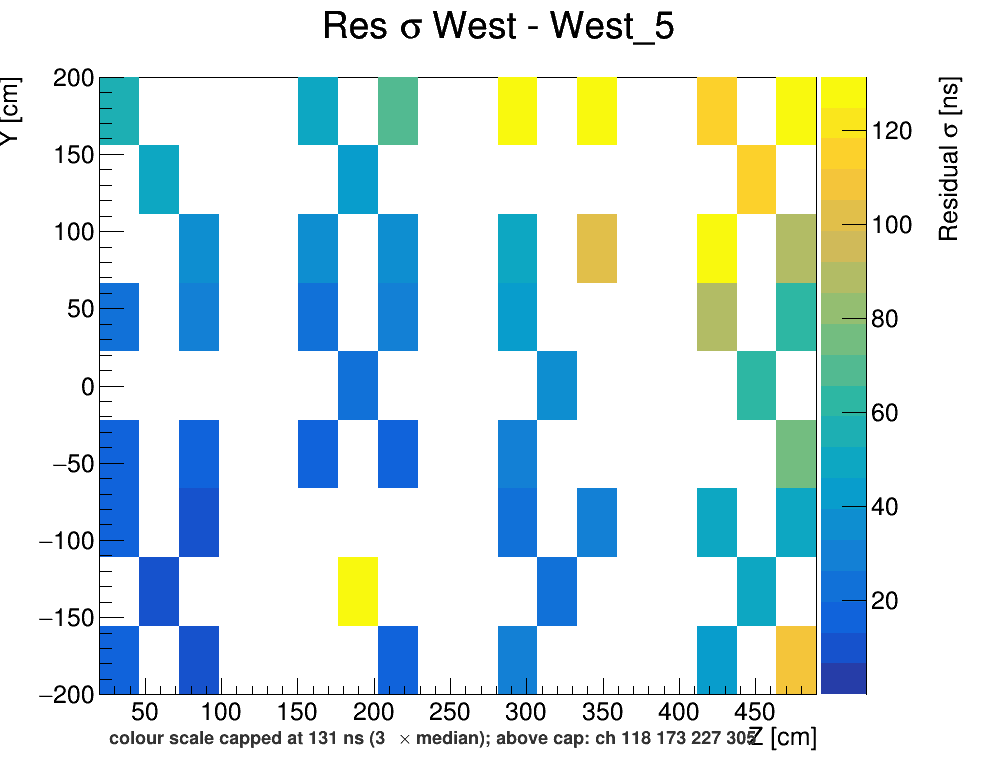 Res σ West - West_5
Y [cm]
200
150
100
50
0
−50
−100
−150
−200
50 100 150 200 250 300 350 400 450
Z [cm]
colour scale capped at 131 ns (3 × median); above cap: ch 118 173 227 305
120
100
80
60
40
20
Residual σ [ns]